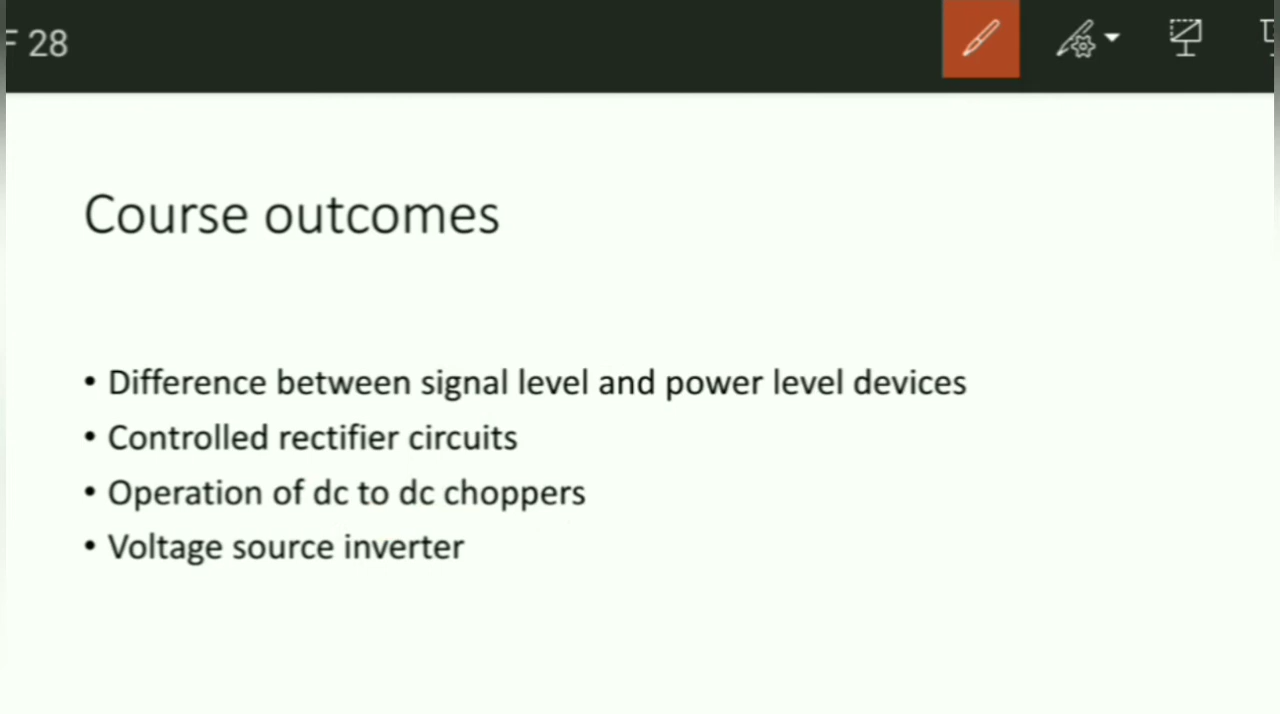 28
Course outcomes
• Difference between signal level and power level devices
• Controlled rectifier circuits
• Operation of dc to dc choppers
• Voltage source inverter